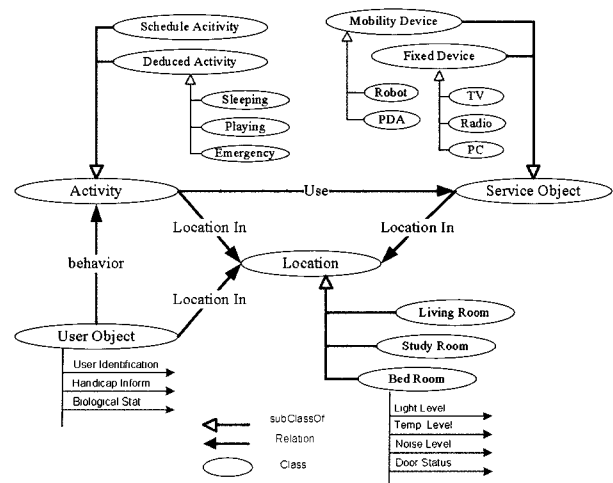 Schedule Acitivity
Mobility Device
Deduced Activity
Fixed Device
Sleeping
Robot
TV
Playing
PDA
Radio
Emergency
PC
Activity
Use
Service Object
Location In
Location In
behavior
Location
Location In
Living Room
User Object
Study Room
User Identification
Bed Room
Handicap Inform
Biological Stat
Light Level
subClassOf
Temp Level
Relation
Noise Level
Class
Door Status